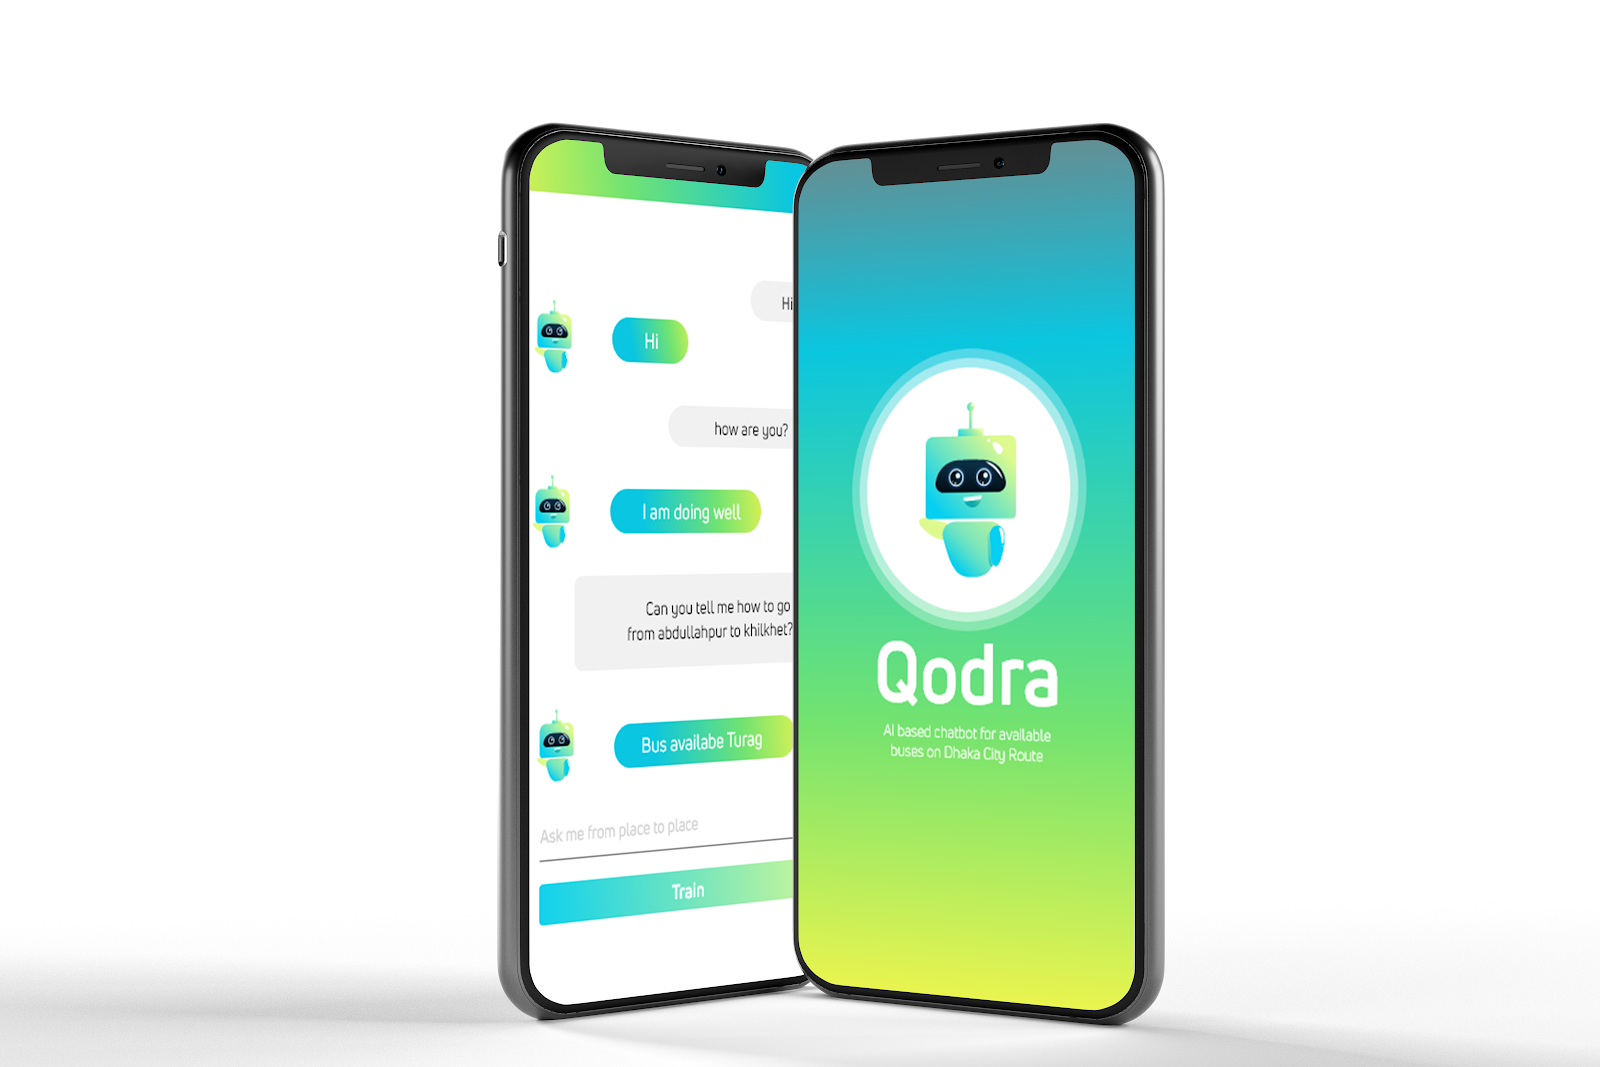 Hi
Hi
how are you?
I am doing well
Can you tell me how to go
from abdullahpur to khilkhet?
Bus availabe Turag
Ask me from place to place
Train
Qodra
AI based chatbot for available
buses on Dhaka City Route